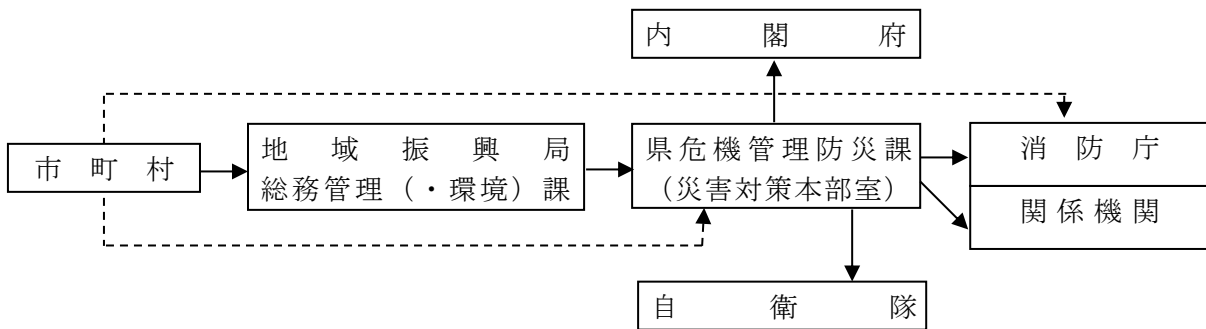 内閣府
市町村
地域振興局
総務管理（・環境）課
県危機管理防災課
（災害対策本部室）
消防庁
関係機関
自衛隊